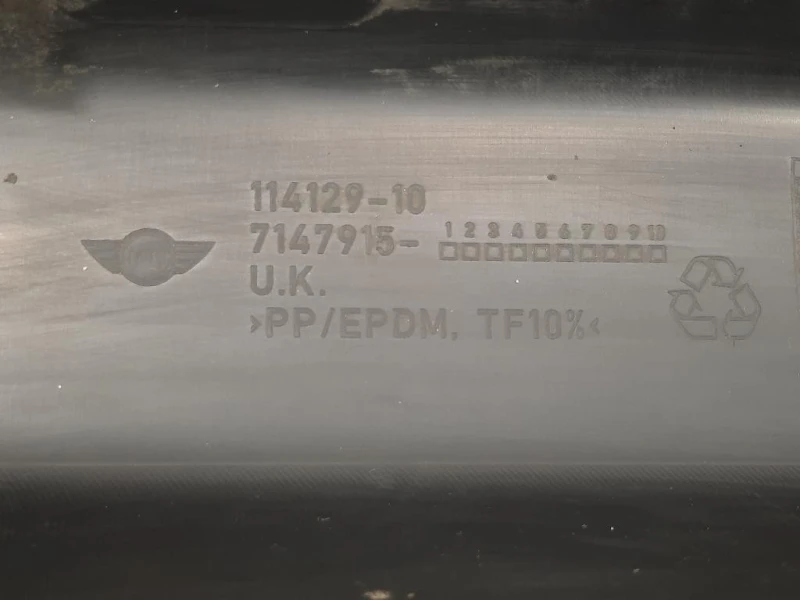 114129-10
7147915- 1 2 3 4 5 6 7 8 9 10
U.K.
>PP/EPDM, TF10%<